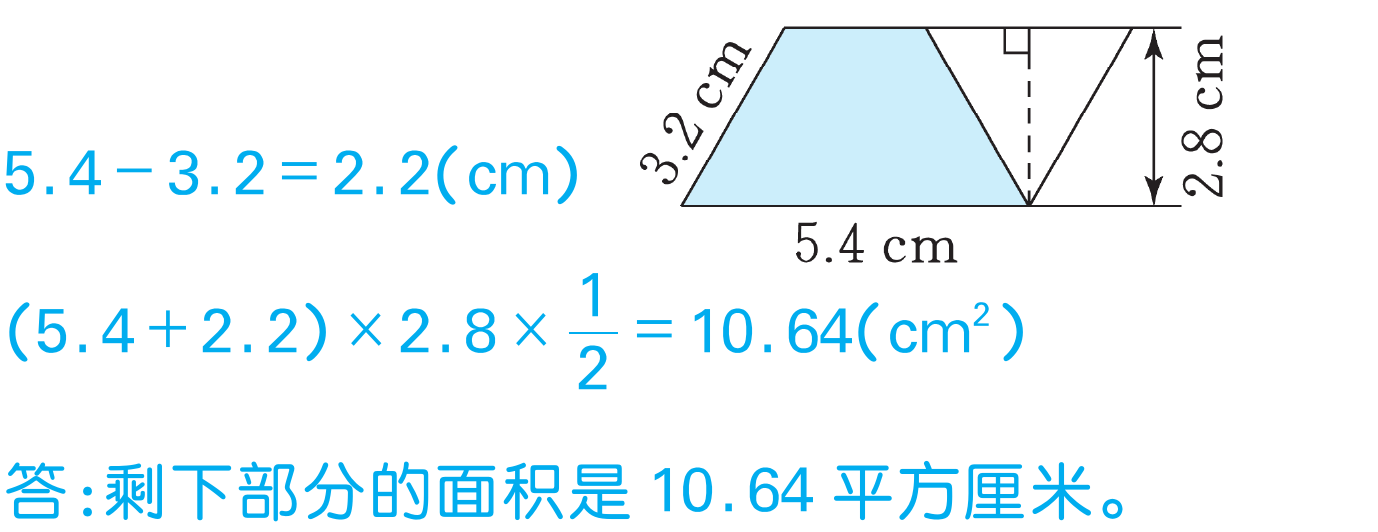 3.2 cm
2.8 cm
5.4 cm
5.4-3.2=2.2(cm)
(5.4+2.2)×2.8×1/2=10.64(cm²)
答:剩下部分的面积是 10.64 平方厘米。